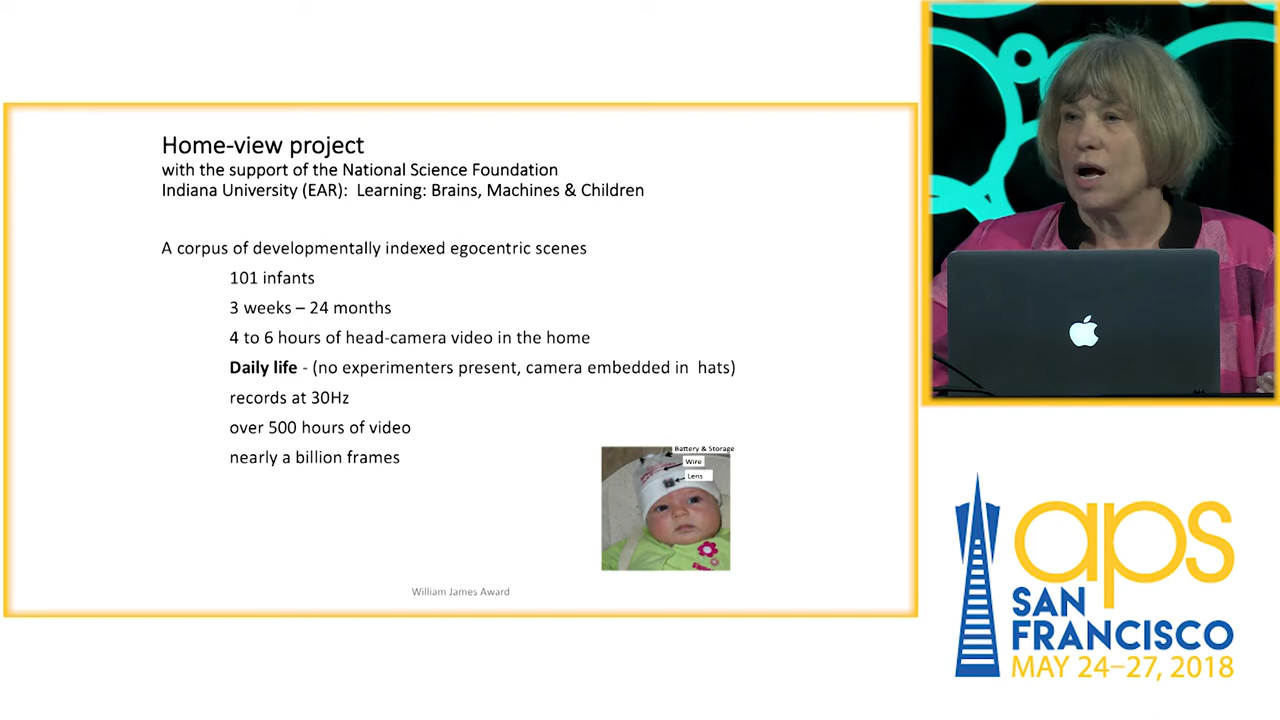 Home-view project
with the support of the National Science Foundation
Indiana University (EAR): Learning: Brains, Machines & Children
A corpus of developmentally indexed egocentric scenes
101 infants
3 weeks – 24 months
4 to 6 hours of head-camera video in the home
Daily life - (no experimenters present, camera embedded in hats)
records at 30Hz
over 500 hours of video
nearly a billion frames
Battery & Storage
Wire
Lens
William James Award
aps
SAN
FRANCISCO
MAY 24–27, 2018